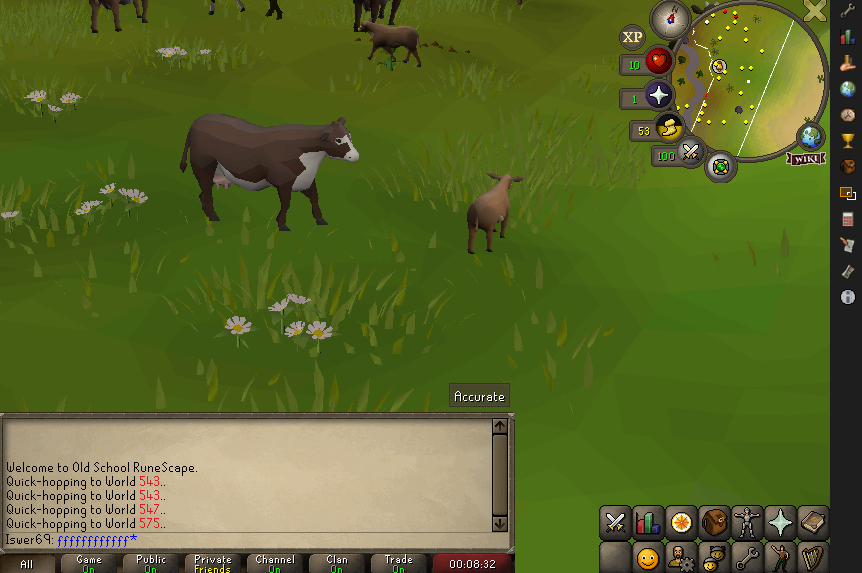 XP
10
1
53
100
WIKI
Accurate
Welcome to Old School RuneScape.
Quick-hopping to World 543..
Quick-hopping to World 543..
Quick-hopping to World 547..
Quick-hopping to World 575..
Iswer69: ffffffffffff*
All
Game
On
Public
On
Private
Friends
Channel
On
Clan
On
Trade
On
00:08:32